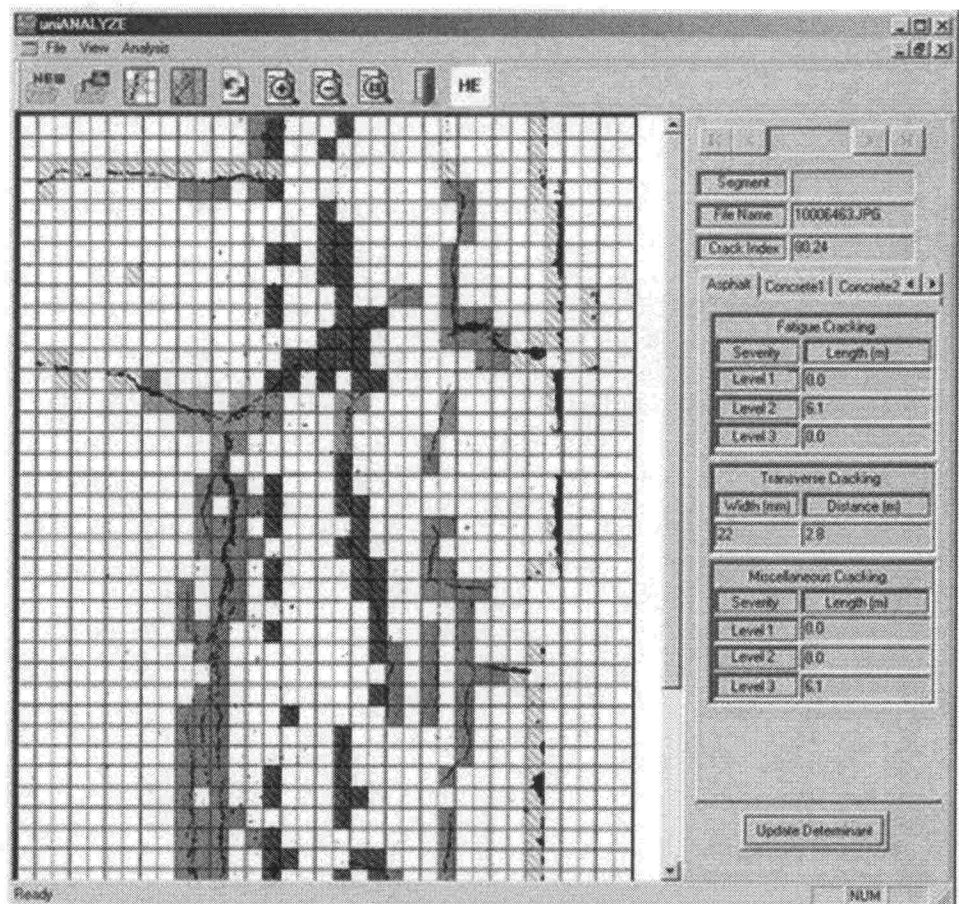 uniANALYZE
File View Analysis
NEW HE
Segment
File Name 10006463.JPG
Crack Index 80.24
Asphalt Concrete1 Concrete2
Fatigue Cracking
Severity Length (m)
Level 1 0.0
Level 2 6.1
Level 3 0.0
Transverse Cracking
Width (mm) Distance (m)
22 2.8
Miscellaneous Cracking
Severity Length (m)
Level 1 0.0
Level 2 0.0
Level 3 6.1
Update Determinant
Ready NUM